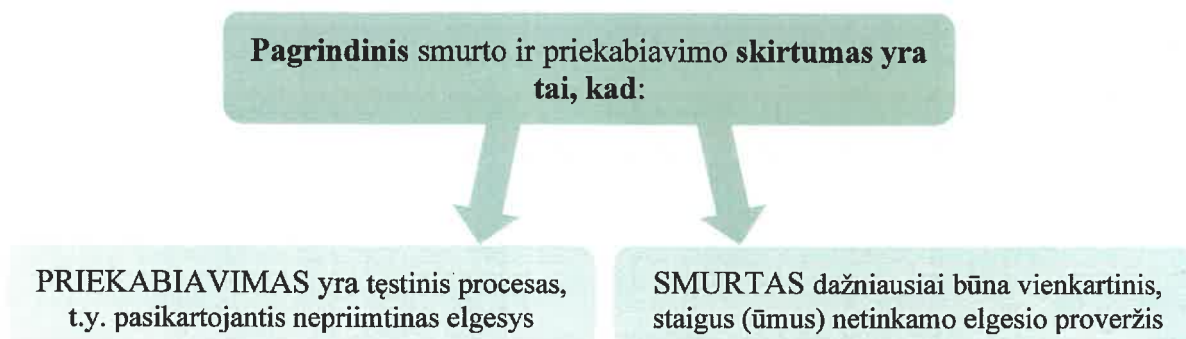 Pagrindinis smurto ir priekabiavimo skirtumas yra
tai, kad:
PRIEKABIAVIMAS yra tęstinis procesas,
t.y. pasikartojantis nepriimtinas elgesys
SMURTAS dažniausiai būna vienkartinis,
staigus (ūmus) netinkamo elgesio proveržis